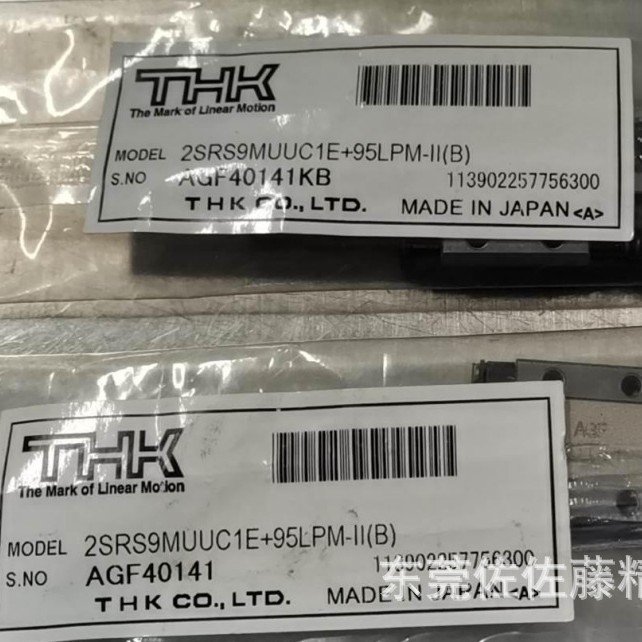 THK
The Mark of Linear Motion
MODEL 2SRS9MUUC1E+95LPM-II(B)
S.NO AGF40141KB 113902257756300
THK CO., LTD. MADE IN JAPAN <A>
THK
The Mark of Linear Motion
MODEL 2SRS9MUUC1E+95LPM-II(B)
S.NO AGF40141 113902257756300
THK CO., LTD. MADE IN JAPAN <A>
东莞佐佐藤精